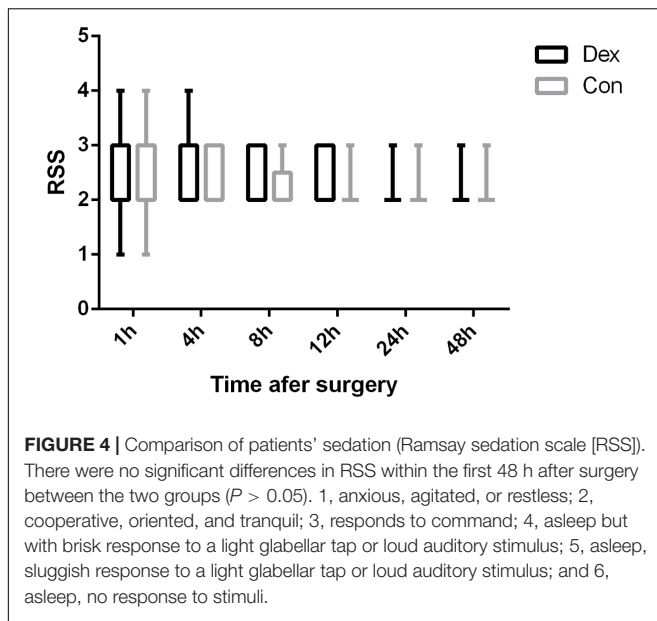 5
4
3
2
1
0
RSS
Dex
Con
1h
4h
8h
12h
24h
48h
Time afer surgery
FIGURE 4 | Comparison of patients’ sedation (Ramsay sedation scale [RSS]).
There were no significant differences in RSS within the first 48 h after surgery
between the two groups (P > 0.05). 1, anxious, agitated, or restless; 2,
cooperative, oriented, and tranquil; 3, responds to command; 4, asleep but
with brisk response to a light glabellar tap or loud auditory stimulus; 5, asleep,
sluggish response to a light glabellar tap or loud auditory stimulus; and 6,
asleep, no response to stimuli.